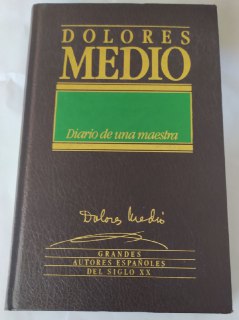 DOLORES
MEDIO
Diario de una maestra
Dolores Medio
GRANDES
AUTORES ESPAÑOLES
DEL SIGLO XX